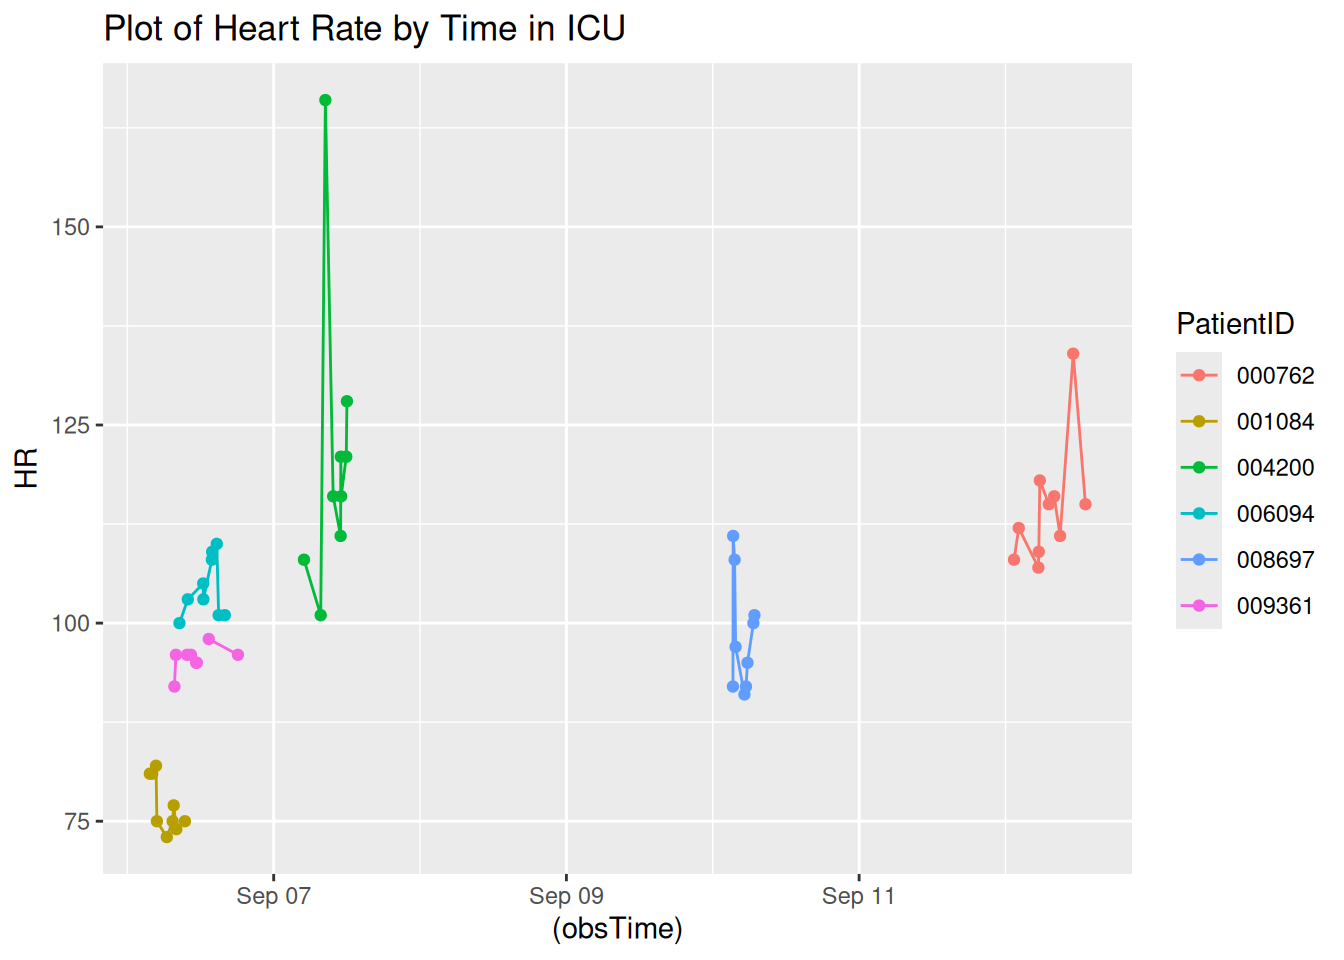 Plot of Heart Rate by Time in ICU
150
125
100
75
HR
Sep 07
Sep 09
Sep 11
(obsTime)
PatientID
000762
001084
004200
006094
008697
009361